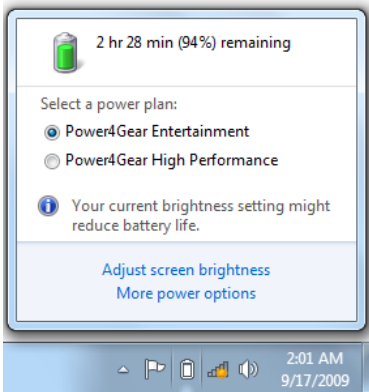 2 hr 28 min (94%) remaining
Select a power plan:
Power4Gear Entertainment
Power4Gear High Performance
Your current brightness setting might
reduce battery life.
Adjust screen brightness
More power options
2:01 AM
9/17/2009